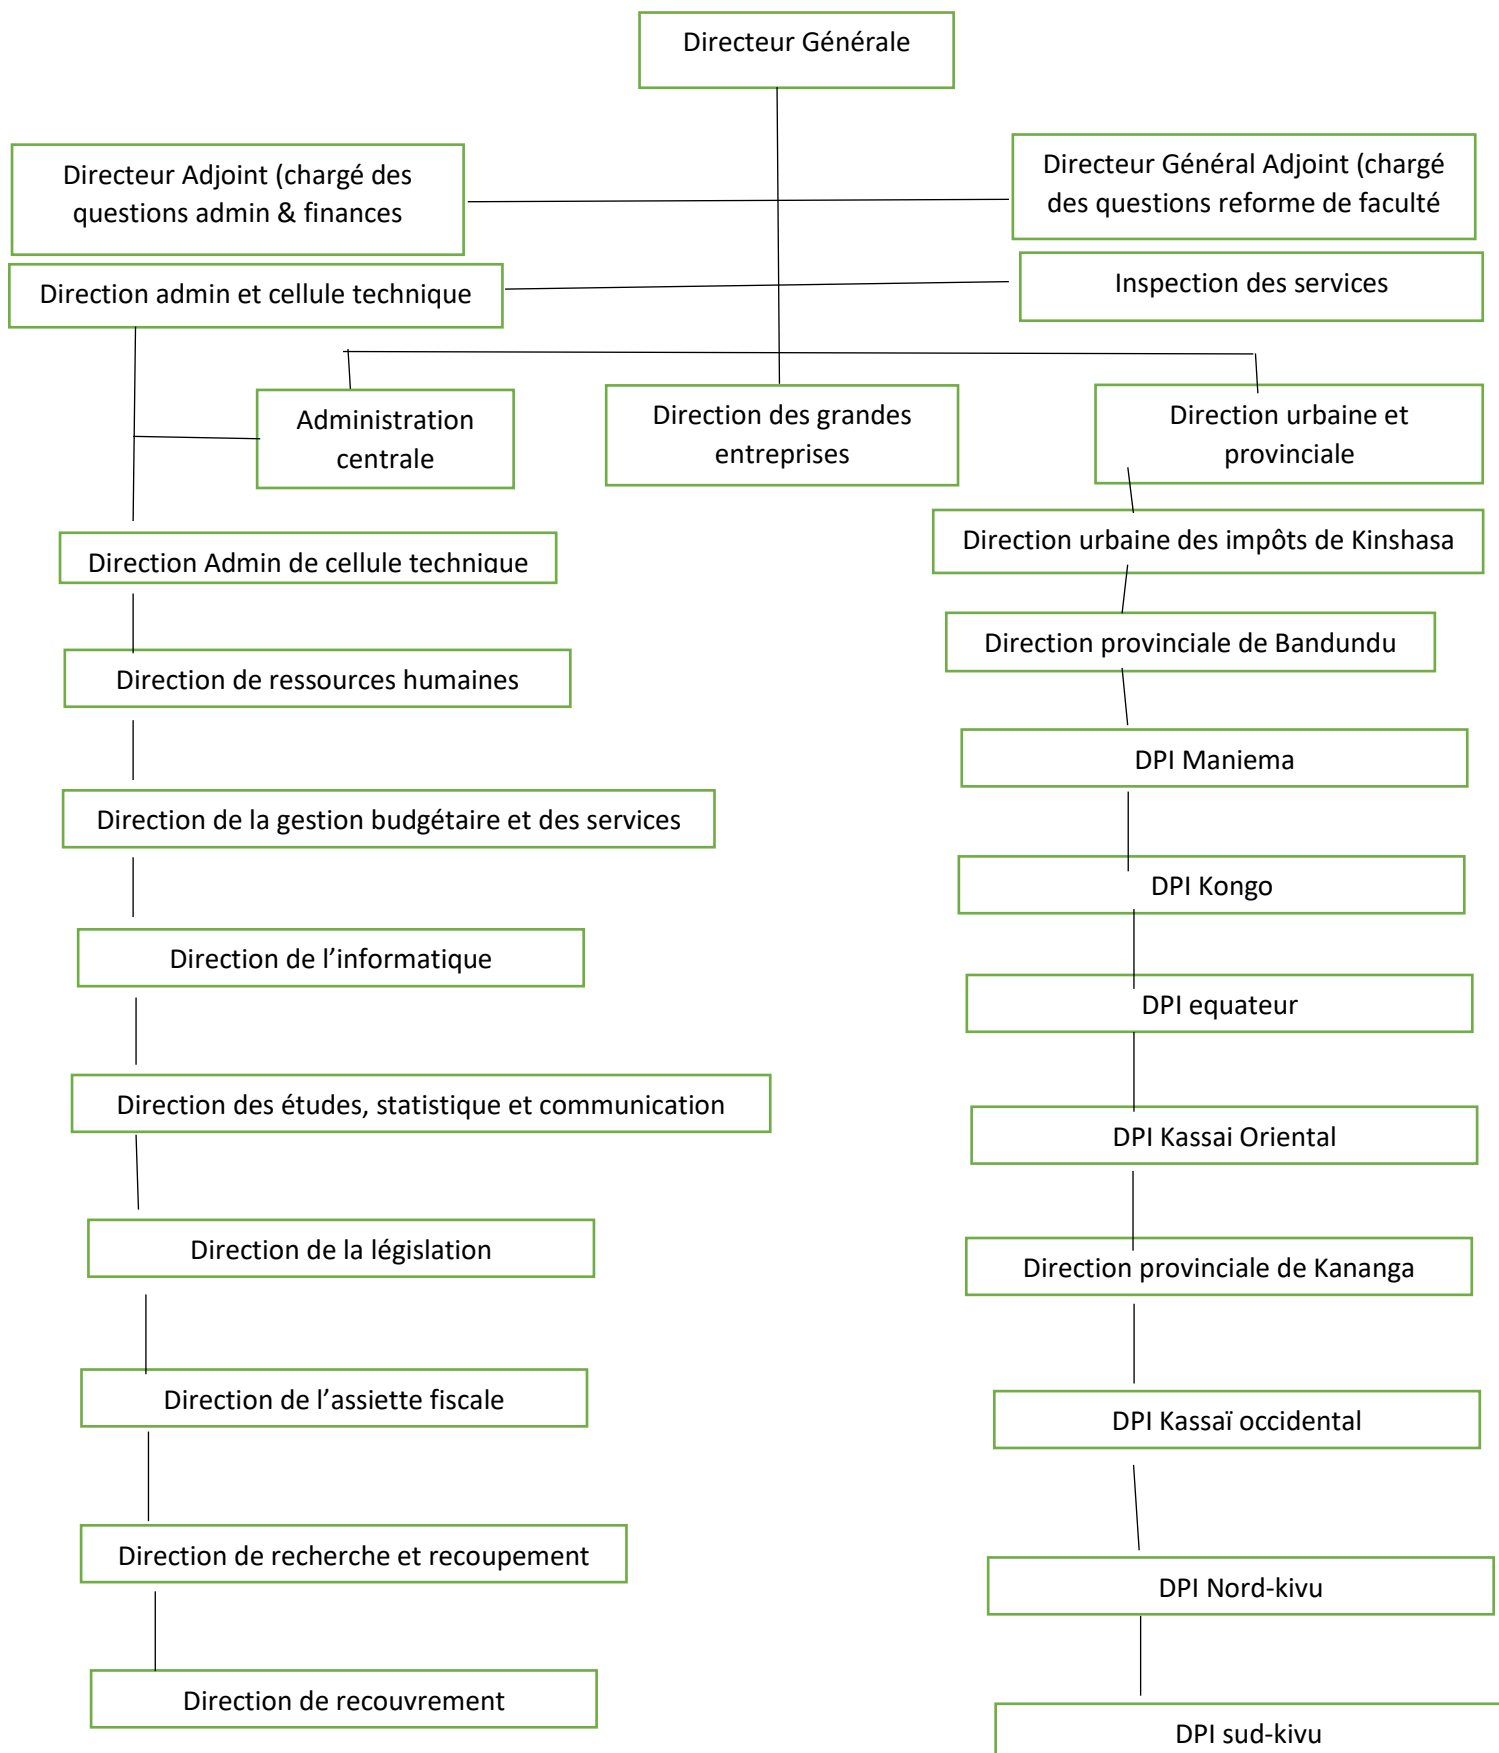 Directeur Générale
Directeur Adjoint (chargé des
questions admin & finances
Directeur Général Adjoint (chargé
des questions reforme de faculté
Direction admin et cellule technique
Inspection des services
Administration
centrale
Direction des grandes
entreprises
Direction urbaine et
provinciale
Direction Admin de cellule technique
Direction de ressources humaines
Direction de la gestion budgétaire et des services
Direction de l’informatique
Direction des études, statistique et communication
Direction de la législation
Direction de l’assiette fiscale
Direction de recherche et recoupement
Direction de recouvrement
Direction urbaine des impôts de Kinshasa
Direction provinciale de Bandundu
DPI Maniema
DPI Kongo
DPI equateur
DPI Kassai Oriental
Direction provinciale de Kananga
DPI Kassaï occidental
DPI Nord-kivu
DPI sud-kivu